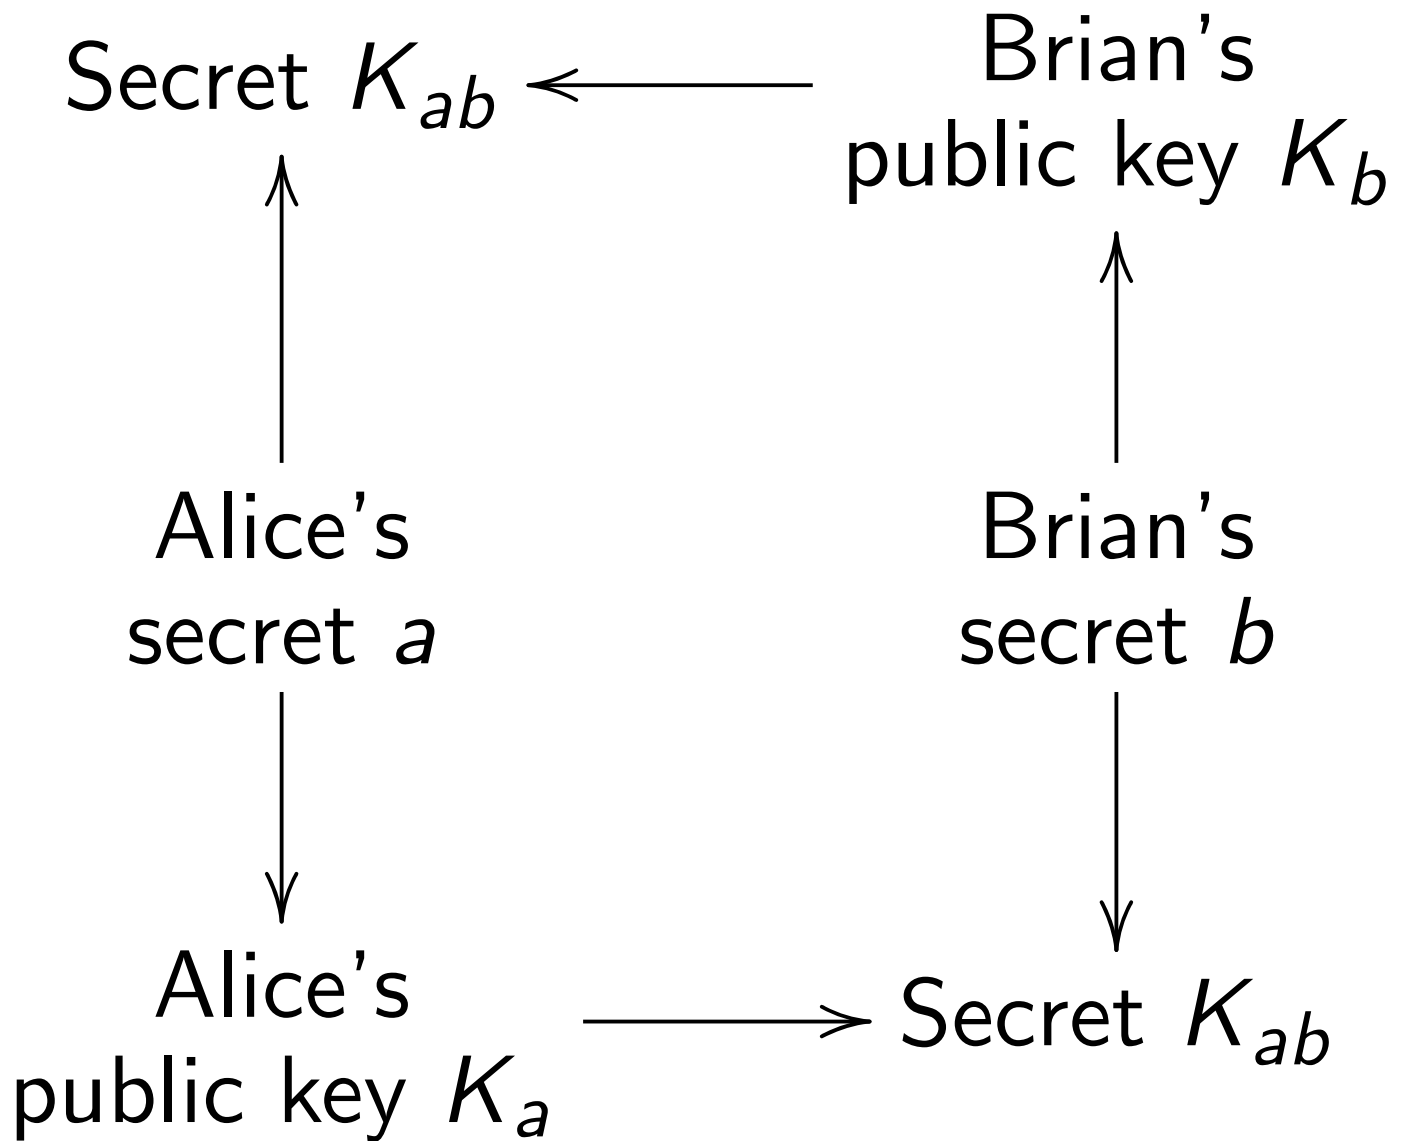 Secret K_ab
Brian's
public key K_b
Alice's
secret a
Brian's
secret b
Alice's
public key K_a
Secret K_ab